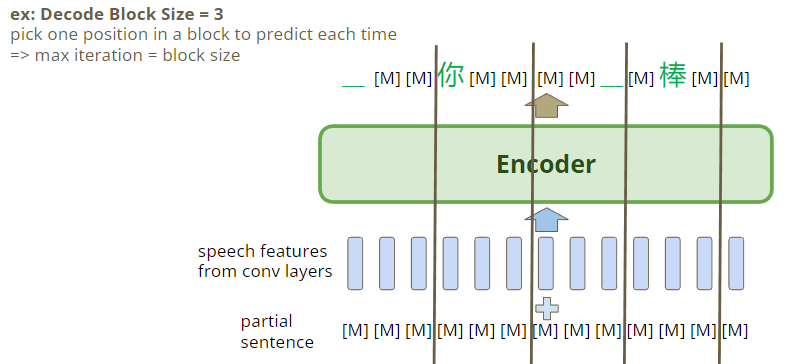 ex: Decode Block Size = 3
pick one position in a block to predict each time
=> max iteration = block size
__ [M] [M] 你 [M] [M] [M] [M] __ [M] 棒 [M] [M]
Encoder
speech features
from conv layers
partial
sentence
[M] [M] [M] [M] [M] [M] [M] [M] [M] [M] [M] [M] [M]